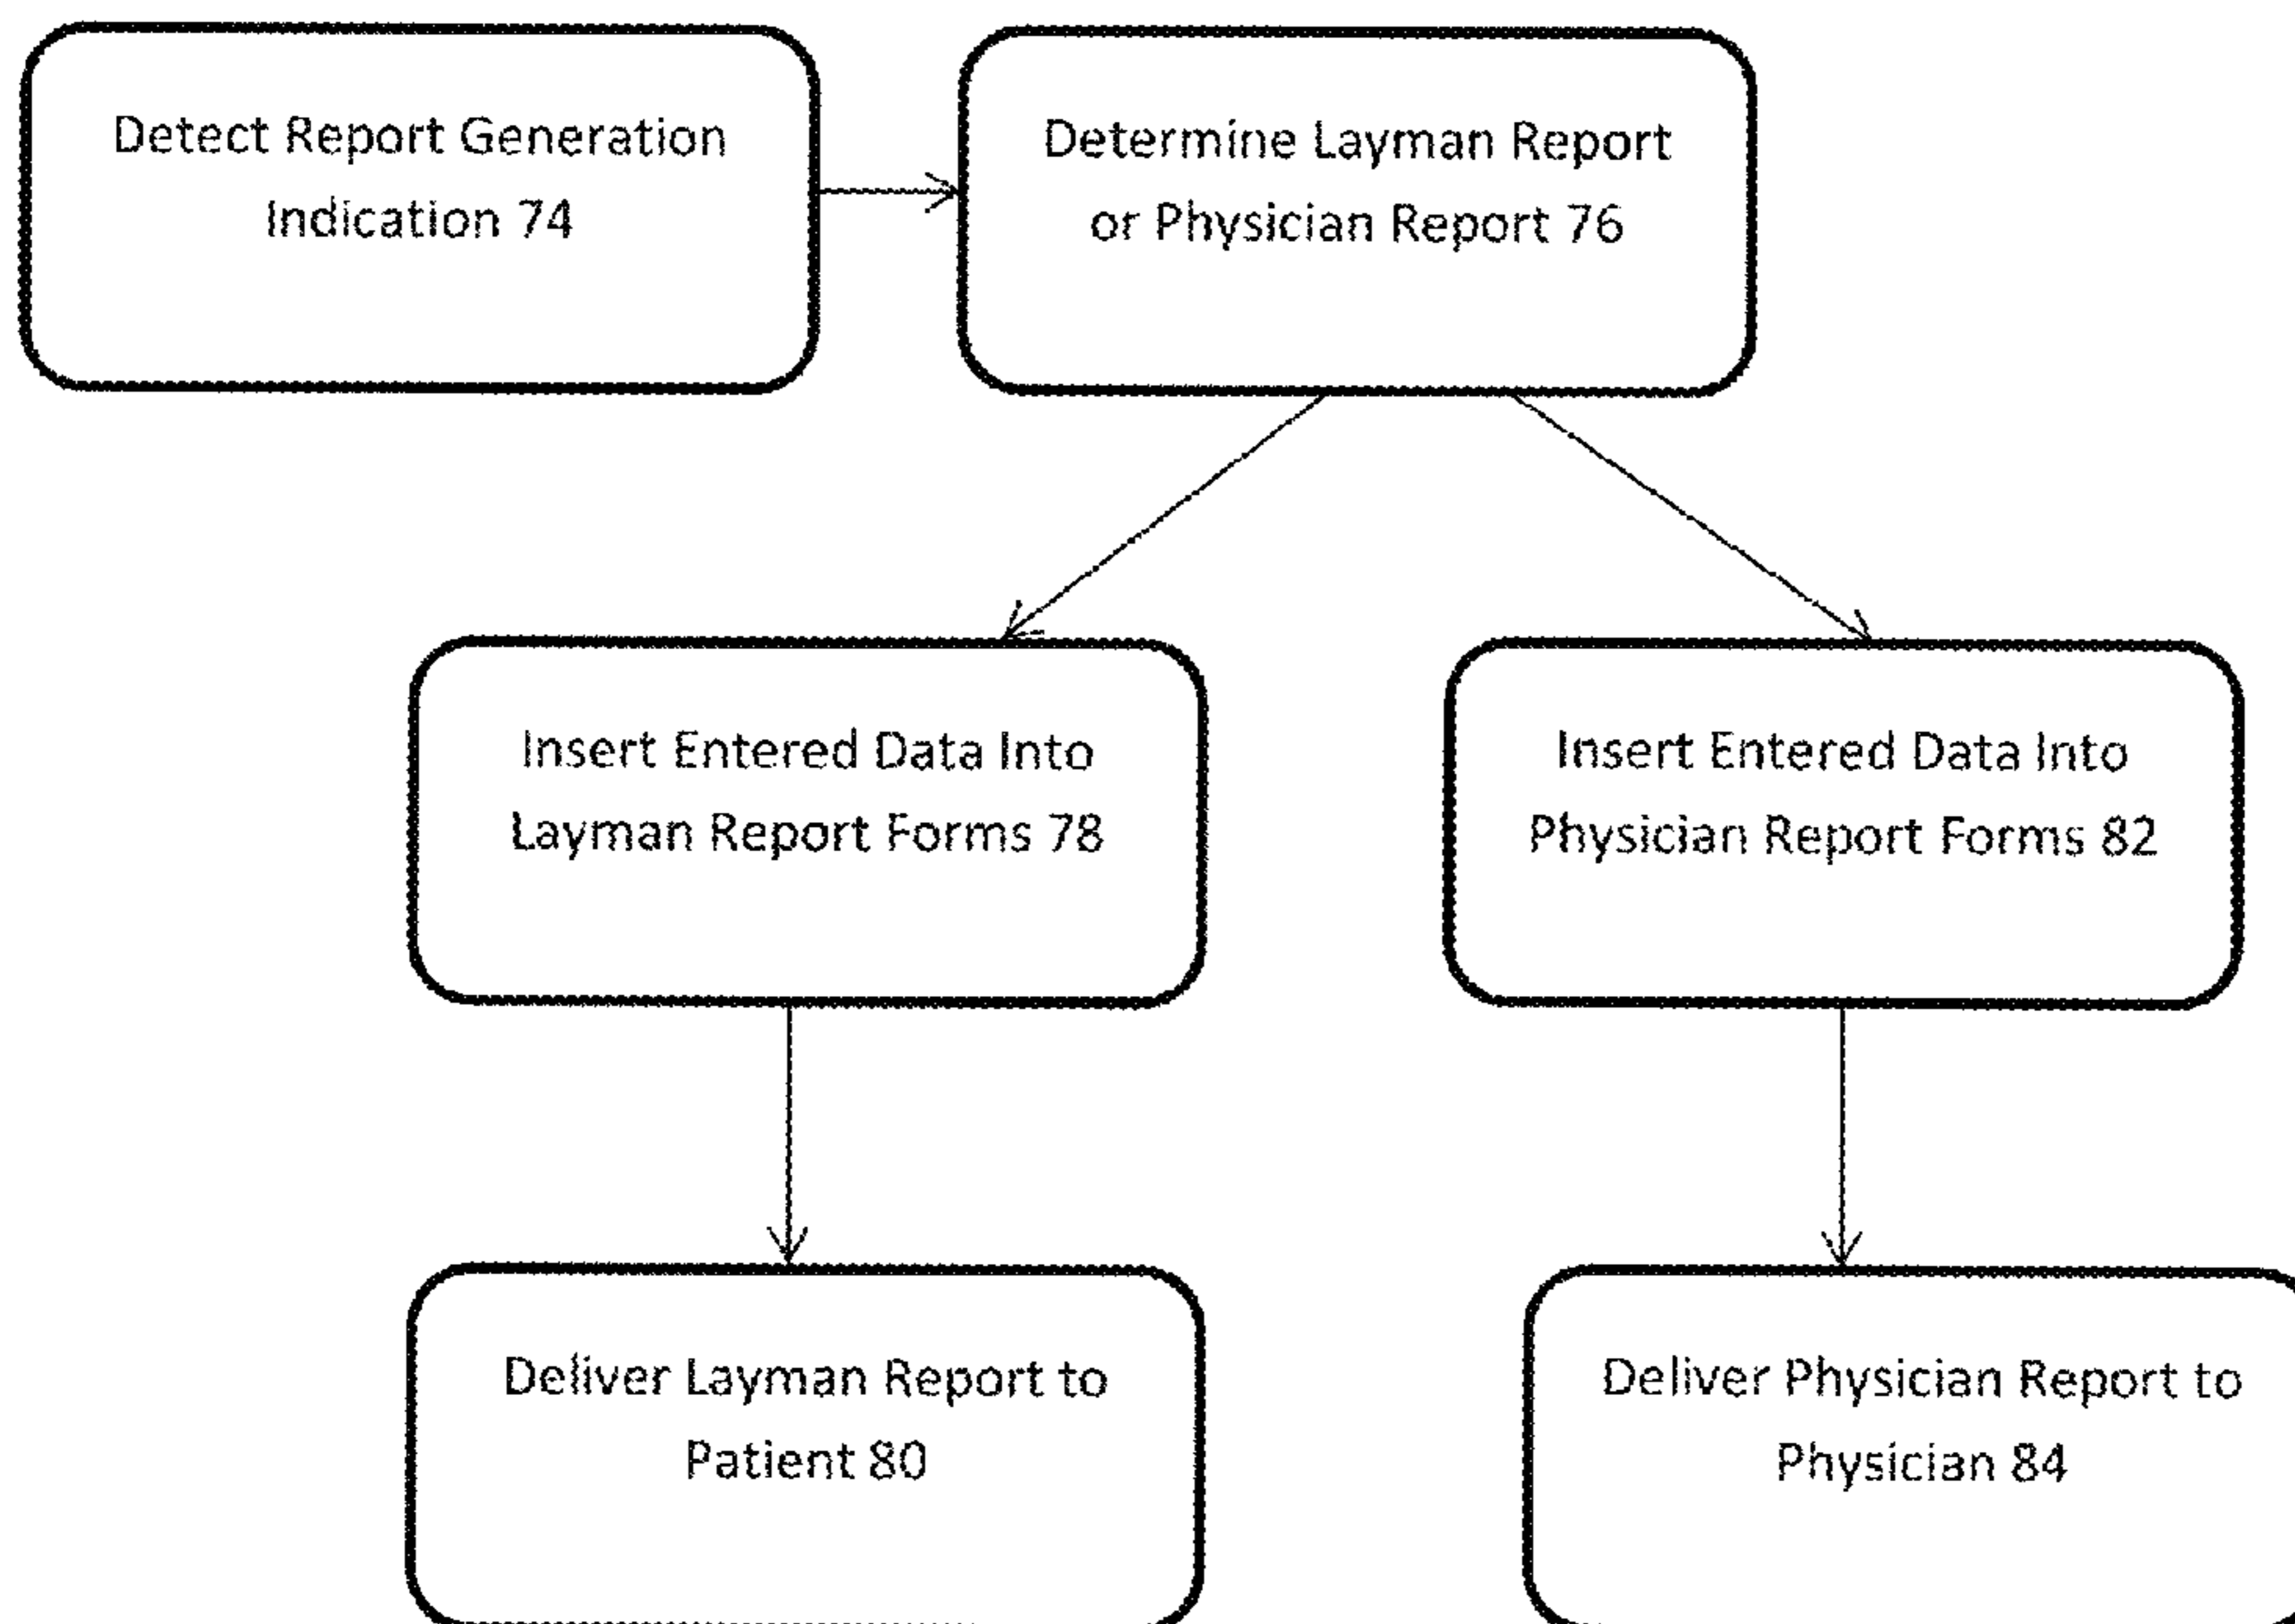 Detect Report Generation
Indication 74
Determine Layman Report
or Physician Report 76
Insert Entered Data Into
Layman Report Forms 78
Insert Entered Data Into
Physician Report Forms 82
Deliver Layman Report to
Patient 80
Deliver Physician Report to
Physician 84